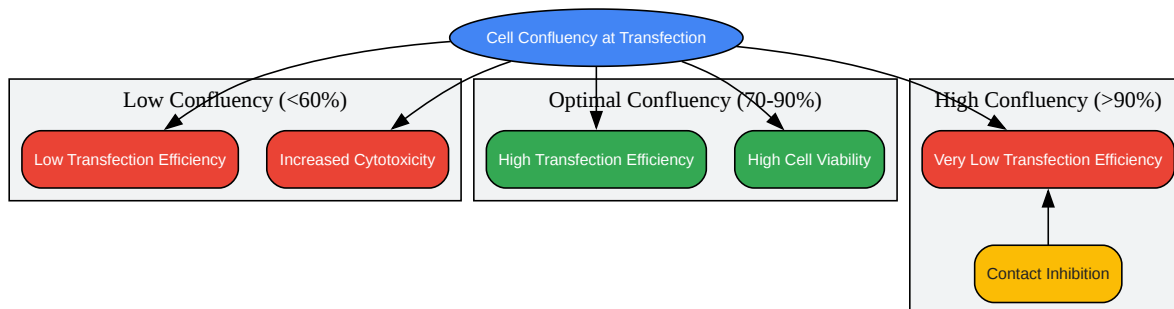 Cell Confluency at Transfection
Low Confluency (<60%)
Optimal Confluency (70-90%)
High Confluency (>90%)
Low Transfection Efficiency
Increased Cytotoxicity
High Transfection Efficiency
High Cell Viability
Very Low Transfection Efficiency
Contact Inhibition